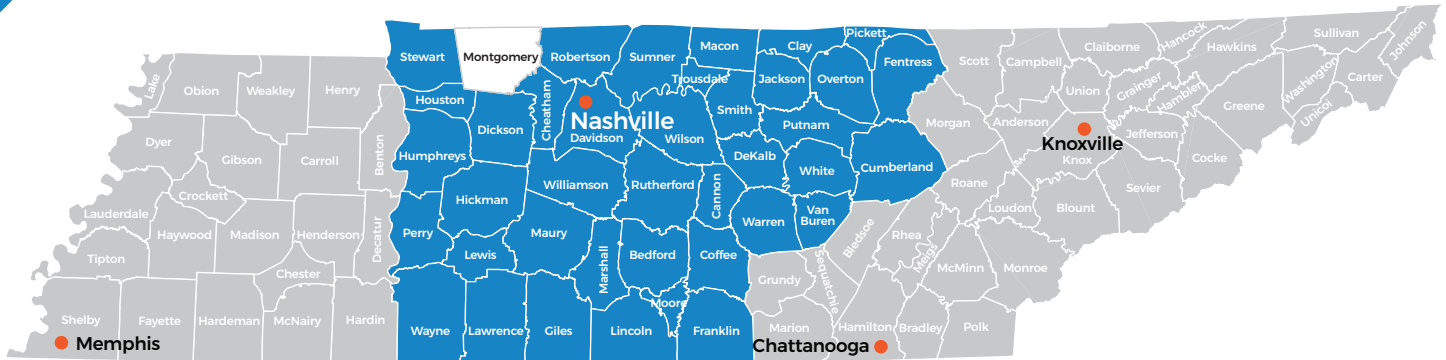 Stewart
Montgomery
Robertson
Sumner
Macon
Clay
Pickett
Fentress
Trousdale
Jackson
Overton
Houston
Cheatham
Nashville
Davidson
Smith
Dickson
Wilson
Putnam
Humphreys
DeKalb
White
Cumberland
Williamson
Rutherford
Cannon
Hickman
Warren
Van
Buren
Perry
Lewis
Maury
Marshall
Bedford
Coffee
Moore
Wayne
Lawrence
Giles
Lincoln
Franklin
Lake
Obion
Weakley
Henry
Dyer
Gibson
Carroll
Benton
Crockett
Lauderdale
Haywood
Madison
Henderson
Decatur
Tipton
Chester
Shelby
Fayette
Hardeman
McNairy
Hardin
Memphis
Scott
Campbell
Claiborne
Hancock
Hawkins
Sullivan
Johnson
Union
Grainger
Hamblen
Washington
Carter
Unicoi
Greene
Morgan
Anderson
Knoxville
Knox
Jefferson
Cocke
Sevier
Roane
Loudon
Blount
Bledsoe
Rhea
Meigs
McMinn
Monroe
Grundy
Sequatchie
Marion
Hamilton
Bradley
Polk
Chattanooga